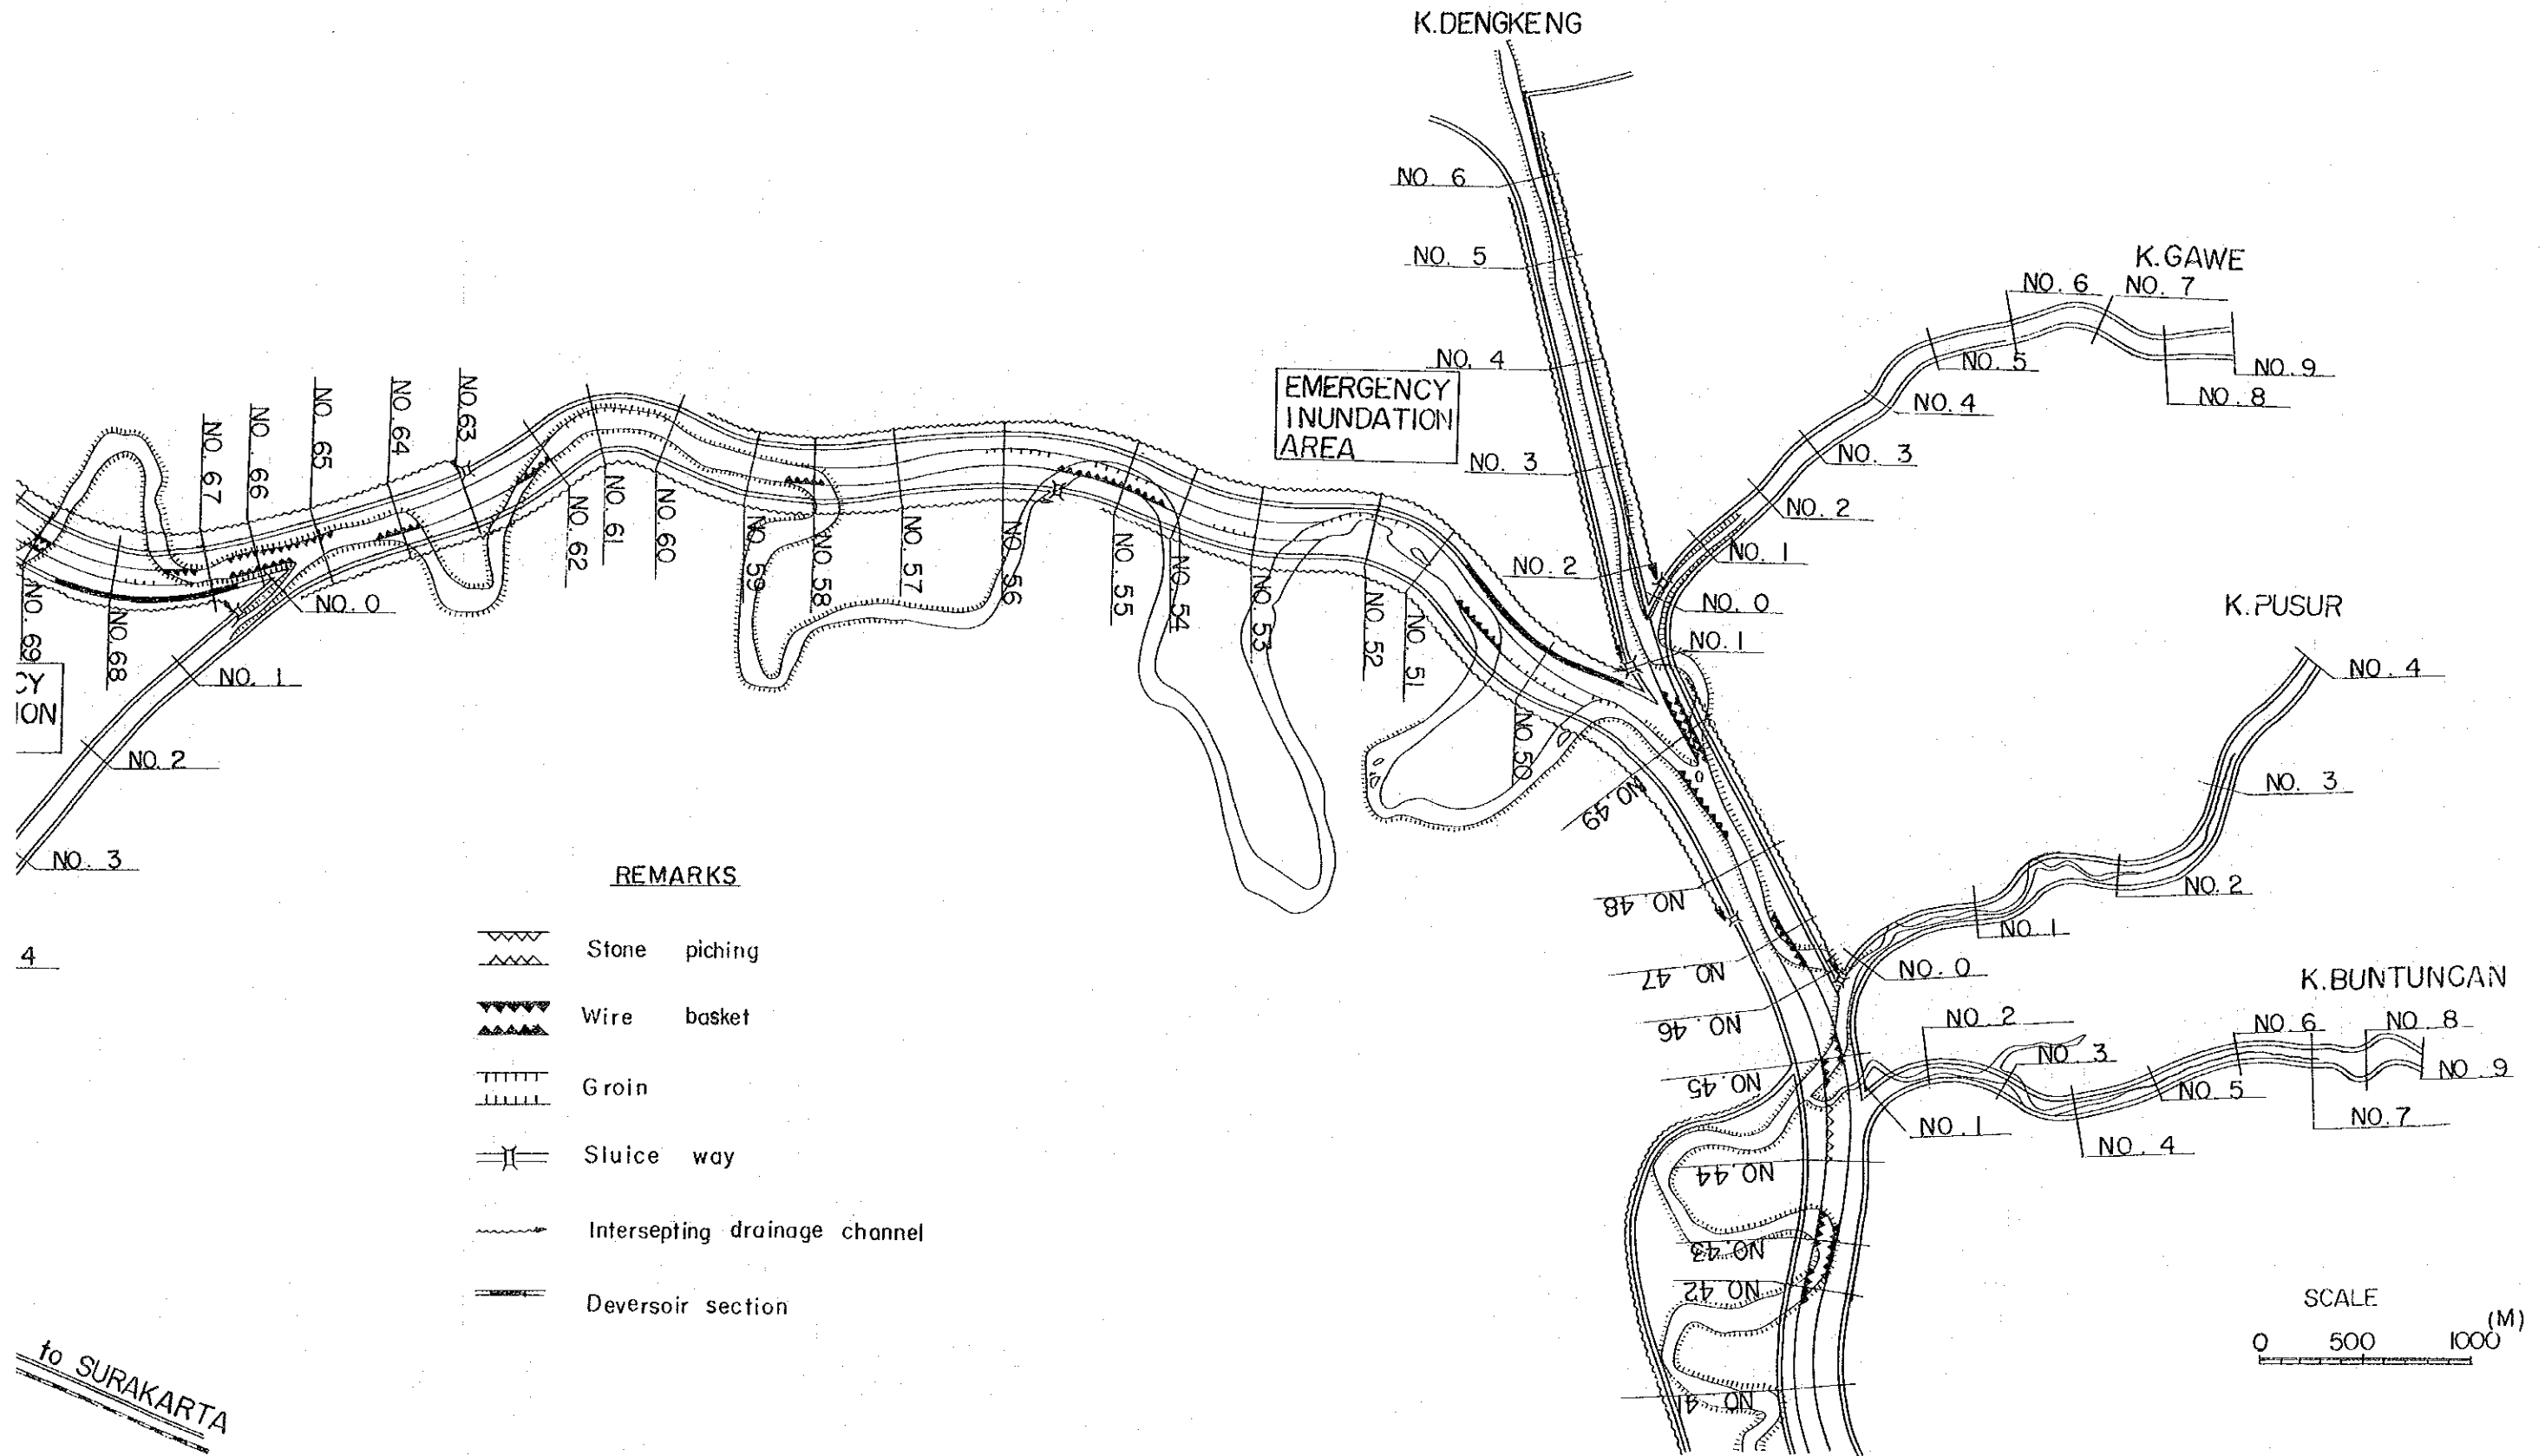 K.DENGKENG
NO. 6
NO. 5
NO. 4
NO. 3
NO. 2
NO. 1
EMERGENCY
INUNDATION
AREA
K.GAWE
NO. 6
NO. 7
NO. 5
NO. 9
NO. 8
NO. 4
NO. 3
NO. 2
NO. 1
NO. 0
K.PUSUR
NO. 4
NO. 3
NO. 2
NO. 1
NO. 0
K.BUNTUNGAN
NO. 2
NO. 3
NO. 6
NO. 8
NO. 9
NO. 5
NO. 7
NO. 1
NO. 4
NO. 69
NO. 68
NO. 67
NO. 66
NO. 65
NO. 64
NO. 63
NO. 62
NO. 61
NO. 60
NO. 59
NO. 58
NO. 57
NO. 56
NO. 55
NO. 54
NO. 53
NO. 52
NO. 51
NO. 50
NO. 49
NO. 48
NO. 47
NO. 46
NO. 45
NO. 44
NO. 43
NO. 42
NO. 41
NO. 0
NO. 1
NO. 2
NO. 3
4
CY
ION
REMARKS
Stone piching
Wire basket
Groin
Sluice way
Intersepting drainage channel
Deversoir section
to SURAKARTA
SCALE
(M)
0 500 1000